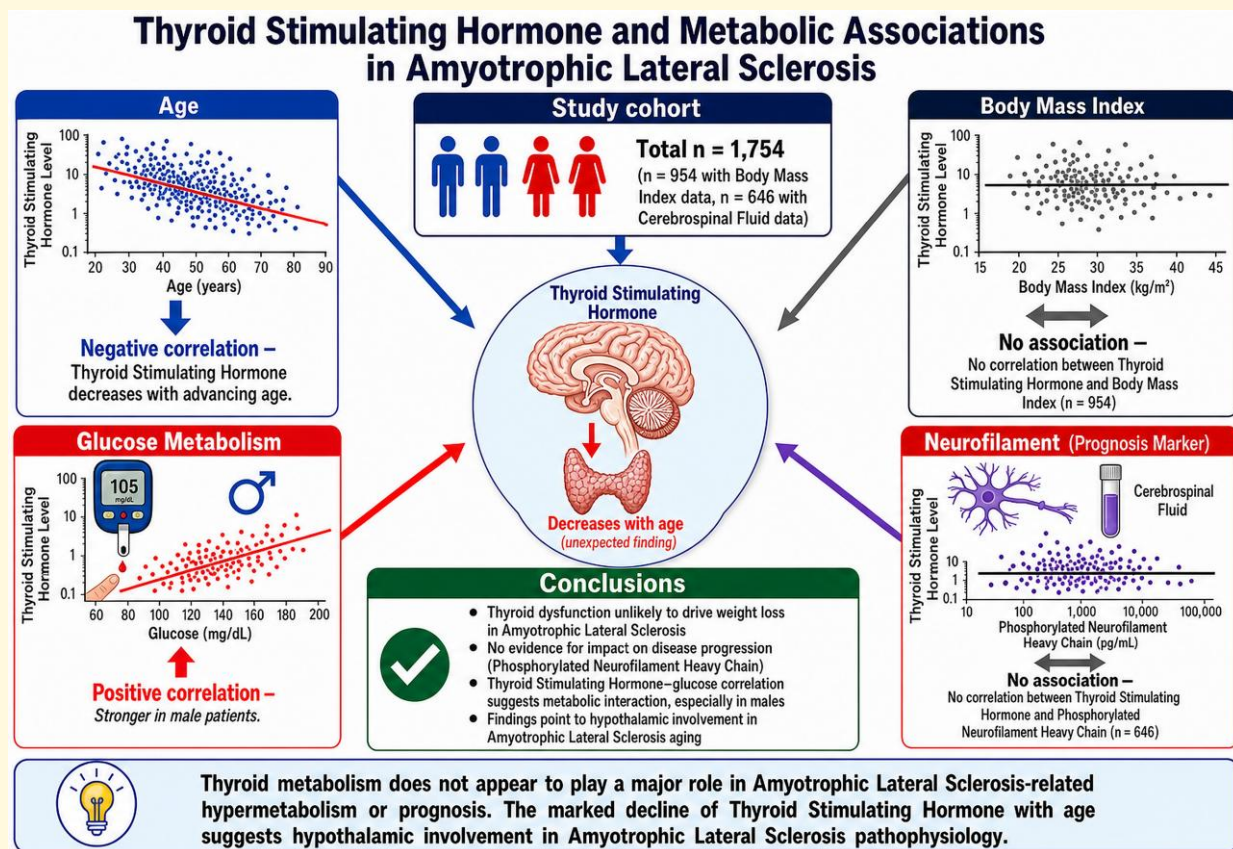 Thyroid Stimulating Hormone and Metabolic Associations
in Amyotrophic Lateral Sclerosis
Age
Thyroid Stimulating
Hormone Level
100
10
1
0.1
20 30 40 50 60 70 80 90
Age (years)
Negative correlation –
Thyroid Stimulating Hormone
decreases with advancing age.
Study cohort
Total n = 1,754
(n = 954 with Body Mass
Index data, n = 646 with
Cerebrospinal Fluid data)
Body Mass Index
Thyroid Stimulating
Hormone Level
100
10
1
0.1
15 20 25 30 35 40 45
Body Mass Index (kg/m²)
No association –
No correlation between Thyroid
Stimulating Hormone and Body Mass
Index (n = 954)
Thyroid Stimulating
Hormone
Decreases with age
(unexpected finding)
Glucose Metabolism
105
mg/dL
Thyroid Stimulating
Hormone Level
100
10
1
0.1
60 80 100 120 140 160 180 200
Glucose (mg/dL)
Positive correlation –
Stronger in male patients.
Neurofilament (Prognosis Marker)
Cerebrospinal
Fluid
Thyroid Stimulating
Hormone Level
10
1
0.1
10 100 1,000 10,000 100,000
Phosphorylated Neurofilament
Heavy Chain (pg/mL)
No association –
No correlation between Thyroid Stimulating
Hormone and Phosphorylated
Neurofilament Heavy Chain (n = 646)
Conclusions
● Thyroid dysfunction unlikely to drive weight loss
in Amyotrophic Lateral Sclerosis
● No evidence for impact on disease progression
(Phosphorylated Neurofilament Heavy Chain)
● Thyroid Stimulating Hormone–glucose correlation
suggests metabolic interaction, especially in males
● Findings point to hypothalamic involvement in
Amyotrophic Lateral Sclerosis aging
Thyroid metabolism does not appear to play a major role in Amyotrophic Lateral Sclerosis-related
hypermetabolism or prognosis. The marked decline of Thyroid Stimulating Hormone with age
suggests hypothalamic involvement in Amyotrophic Lateral Sclerosis pathophysiology.